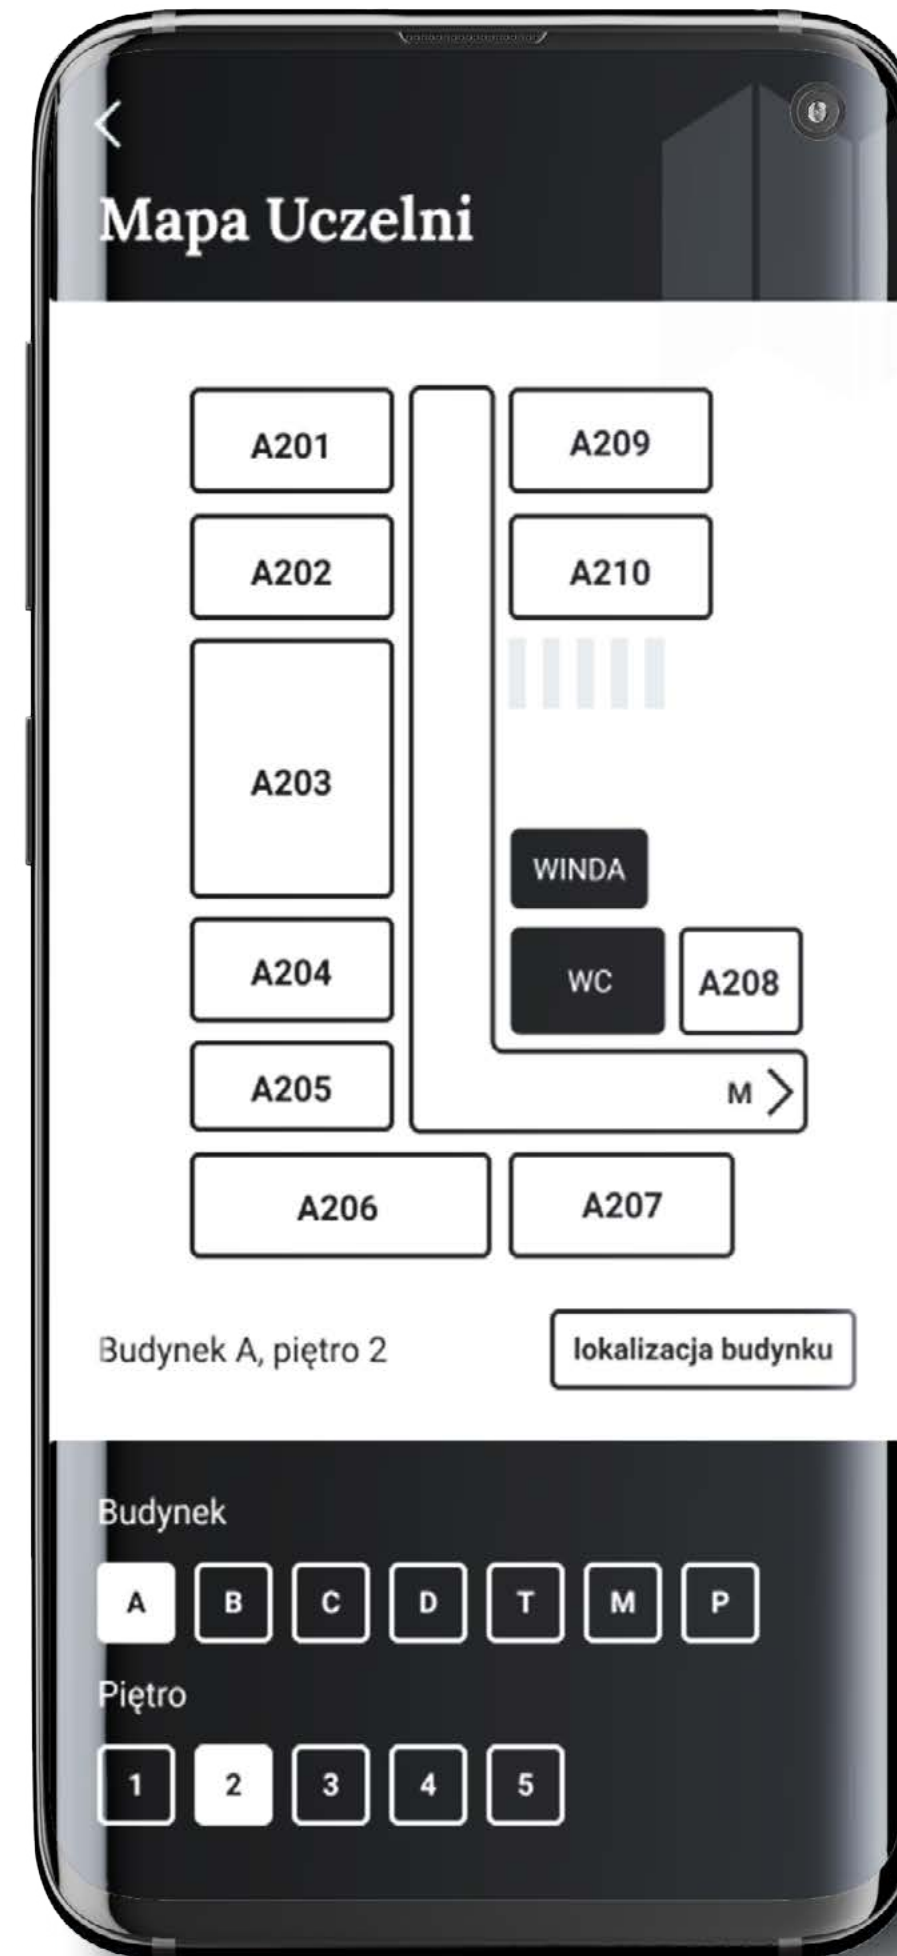 Mapa Uczelni
A201
A209
A202
A210
A203
WINDA
A204
WC
A208
A205
M
A206
A207
Budynek A, piętro 2
lokalizacja budynku
Budynek
A B C D T M P
Piętro
1 2 3 4 5